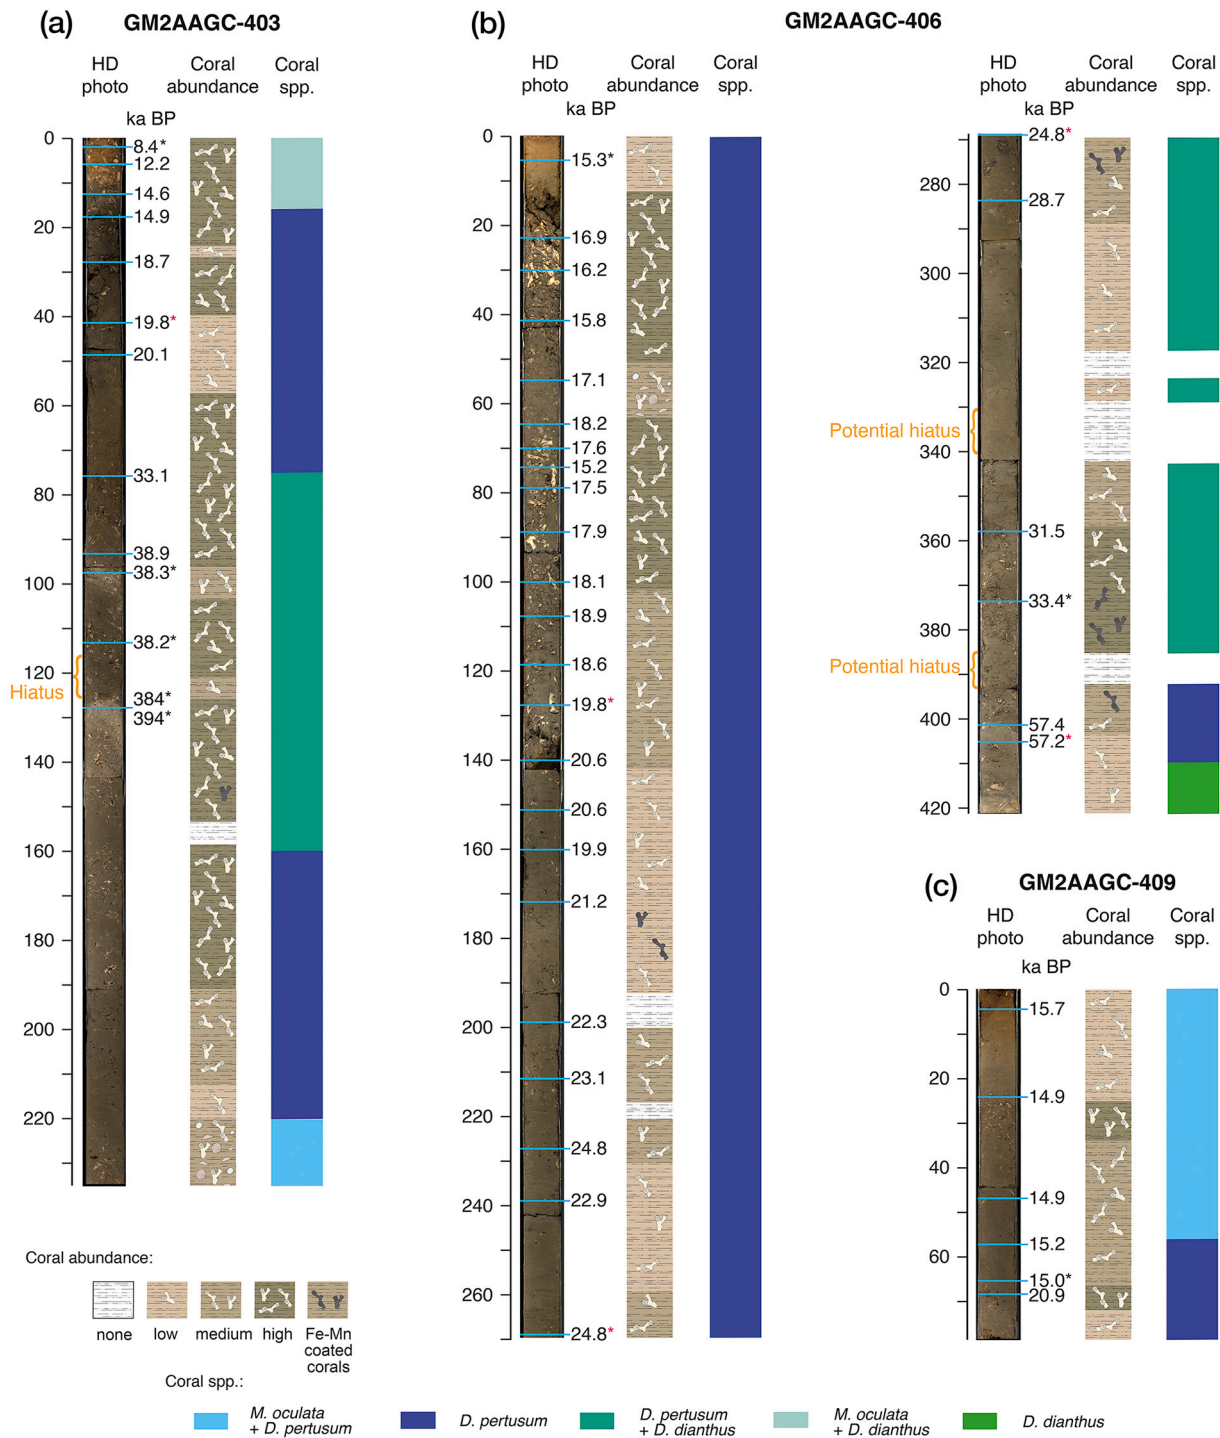 (a) GM2AAGC-403
HD photo
Coral abundance
Coral spp.
ka BP
0
20
40
60
80
100
120
140
160
180
200
220
8.4*
12.2
14.6
14.9
18.7
19.8*
20.1
33.1
38.9
38.3*
38.2*
384*
394*
Hiatus
(b) GM2AAGC-406
HD photo
Coral abundance
Coral spp.
ka BP
0
20
40
60
80
100
120
140
160
180
200
220
240
260
15.3*
16.9
16.2
15.8
17.1
18.2
17.6
15.2
17.5
17.9
18.1
18.9
18.6
19.8*
20.6
20.6
19.9
21.2
22.3
23.1
24.8
22.9
24.8*
HD photo
Coral abundance
Coral spp.
ka BP
280
300
320
340
360
380
400
420
24.8*
28.7
31.5
33.4*
57.4
57.2*
Potential hiatus
Potential hiatus
(c) GM2AAGC-409
HD photo
Coral abundance
Coral spp.
ka BP
0
20
40
60
15.7
14.9
14.9
15.2
15.0*
20.9
Coral abundance:
none
low
medium
high
Fe-Mn
coated
corals
Coral spp.:
M. oculata
+ D. pertusum
D. pertusum
D. pertusum
+ D. dianthus
M. oculata
+ D. dianthus
D. dianthus